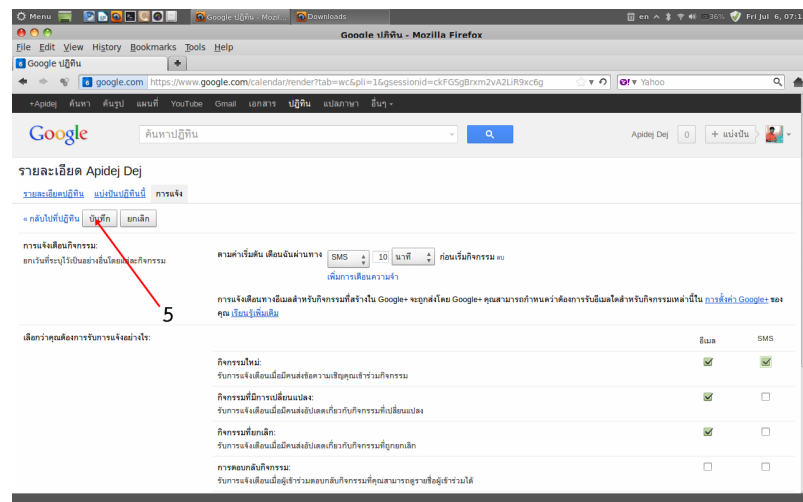 Menu en 36% Fri Jul 6, 07:1
Google ปฏิทิน - Mozil... Downloads
Google ปฏิทิน - Mozilla Firefox
File Edit View History Bookmarks Tools Help
Google ปฏิทิน
google.com https://www.google.com/calendar/render?tab=wc&pli=1&gsessionid=ckFGSgBrxm2vA2LiR9xc6g Yahoo
+Apidej ค้นหา ค้นรูป แผนที่ YouTube Gmail เอกสาร ปฏิทิน แปลภาษา อื่นๆ
Google ค้นหาปฏิทิน Apidej Dej 0 + แบ่งปัน
รายละเอียด Apidej Dej
รายละเอียดปฏิทิน แบ่งปันปฏิทินนี้ การแจ้ง
« กลับไปที่ปฏิทิน บันทึก ยกเลิก
การแจ้งเตือนกิจกรรม:
ยกเว้นที่ระบุไว้เป็นอย่างอื่นโดยแต่ละกิจกรรม
ตามค่าเริ่มต้น เตือนฉันผ่านทาง SMS 10 นาที ก่อนเริ่มกิจกรรม ลบ
เพิ่มการเตือนความจำ
การแจ้งเตือนทางอีเมลสำหรับกิจกรรมที่สร้างใน Google+ จะถูกส่งโดย Google+ คุณสามารถกำหนดว่าต้องการรับอีเมลใดสำหรับกิจกรรมเหล่านี้ใน การตั้งค่า Google+ ของ
คุณ เรียนรู้เพิ่มเติม
5
เลือกว่าคุณต้องการรับการแจ้งอย่างไร: อีเมล SMS
กิจกรรมใหม่:
รับการแจ้งเตือนเมื่อมีคนส่งข้อความเชิญคุณเข้าร่วมกิจกรรม
กิจกรรมที่มีการเปลี่ยนแปลง:
รับการแจ้งเตือนเมื่อมีคนส่งอัปเดตเกี่ยวกับกิจกรรมที่เปลี่ยนแปลง
กิจกรรมที่ยกเลิก:
รับการแจ้งเตือนเมื่อมีคนส่งอัปเดตเกี่ยวกับกิจกรรมที่ถูกยกเลิก
การตอบกลับกิจกรรม:
รับการแจ้งเตือนเมื่อผู้เข้าร่วมตอบกลับกิจกรรมที่คุณสามารถดูรายชื่อผู้เข้าร่วมได้